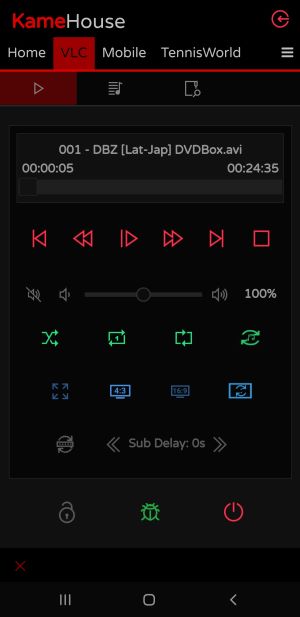 KameHouse
Home VLC Mobile TennisWorld
001 - DBZ [Lat-Jap] DVDBox.avi
00:00:05 00:24:35
100%
1
4:3 16:9
Sub Delay: 0s